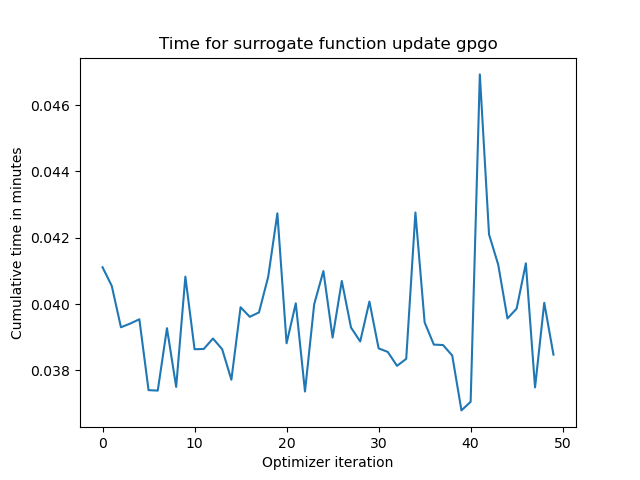 Time for surrogate function update gpgo
Cumulative time in minutes
0.046
0.044
0.042
0.040
0.038
0 10 20 30 40 50
Optimizer iteration